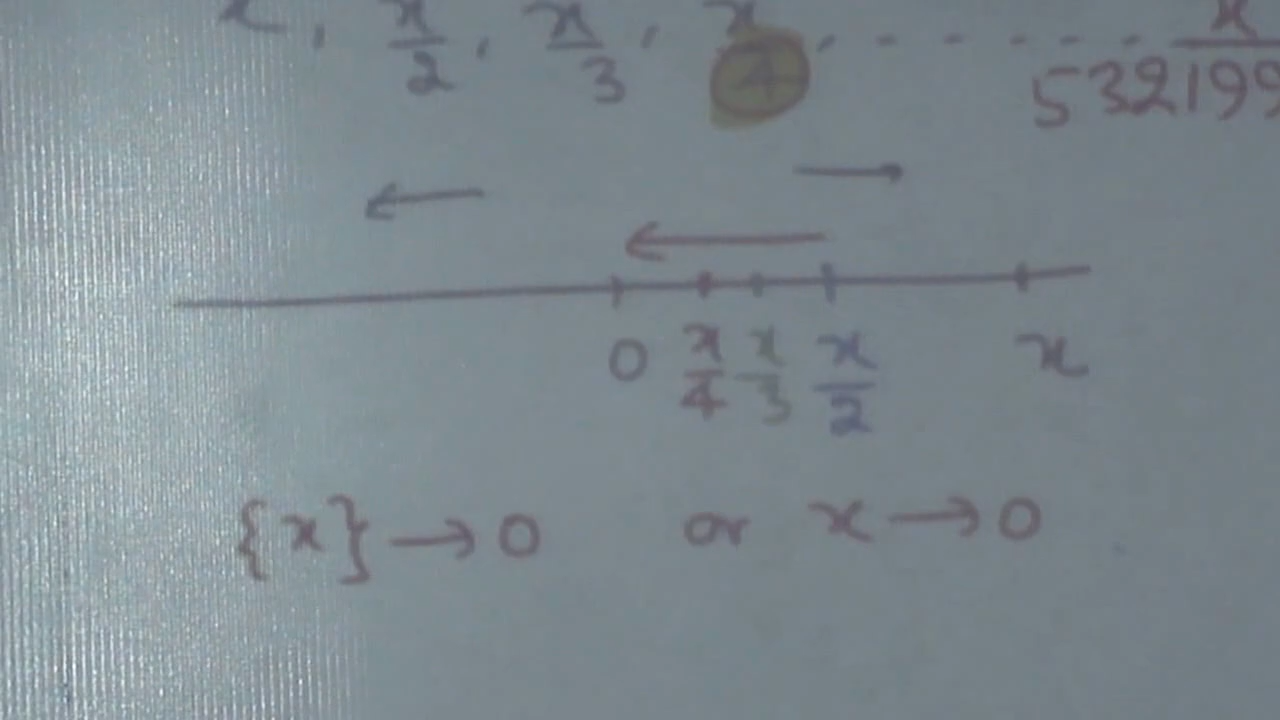 x, x/2, x/3, x/4, - - - - - - x/532199
0 x/4 x/3 x/2 x
{x} → 0 or x → 0